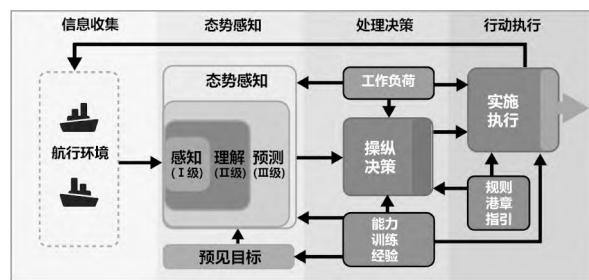 信息收集
态势感知
处理决策
行动执行
态势感知
工作负荷
实施
执行
航行环境
感知
(Ⅰ级)
理解
(Ⅱ级)
预测
(Ⅲ级)
操纵
决策
规则
港章
指引
能力
训练
经验
预见目标